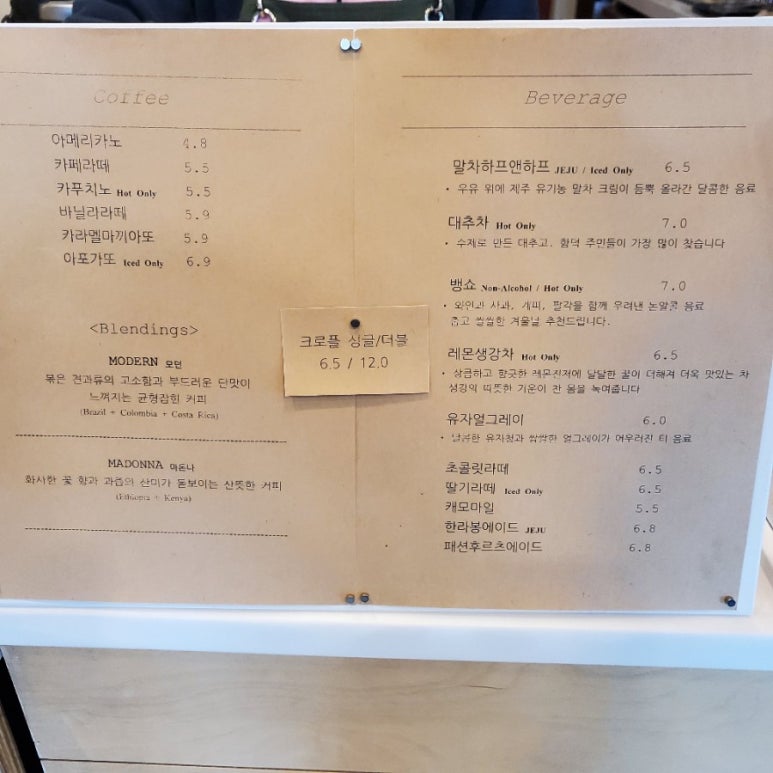 Coffee
아메리카노 4.8
카페라떼 5.5
카푸치노 Hot Only 5.5
바닐라라떼 5.9
카라멜마끼아또 5.9
아포가또 Iced Only 6.9
<Blendings>
MODERN 모던
볶은 견과류의 고소함과 부드러운 단맛이
느껴지는 균형잡힌 커피
(Brazil + Colombia + Costa Rica)
MADONNA 마돈나
화사한 꽃 향과 과즙의 산미가 돋보이는 산뜻한 커피
(Ethiopia + Kenya)
크로플 싱글/더블
6.5 / 12.0
Beverage
말차하프앤하프 JEJU / Iced Only 6.5
• 우유 위에 제주 유기농 말차 크림이 듬뿍 올라간 달콤한 음료
대추차 Hot Only 7.0
• 수제로 만든 대추고. 함덕 주민들이 가장 많이 찾습니다
뱅쇼 Non-Alcohol / Hot Only 7.0
• 와인과 사과, 계피, 팔각을 함께 우려낸 논알콜 음료
춥고 쌀쌀한 겨울날 추천드립니다.
레몬생강차 Hot Only 6.5
• 상큼하고 향긋한 레몬진저에 달달한 꿀이 더해져 더욱 맛있는 차
생강의 따뜻한 기운이 찬 몸을 녹여줍니다
유자얼그레이 6.0
• 달콤한 유자청과 쌉쌀한 얼그레이가 어우러진 티 음료
초콜릿라떼 6.5
딸기라떼 Iced Only 6.5
캐모마일 5.5
한라봉에이드 JEJU 6.8
패션후르츠에이드 6.8